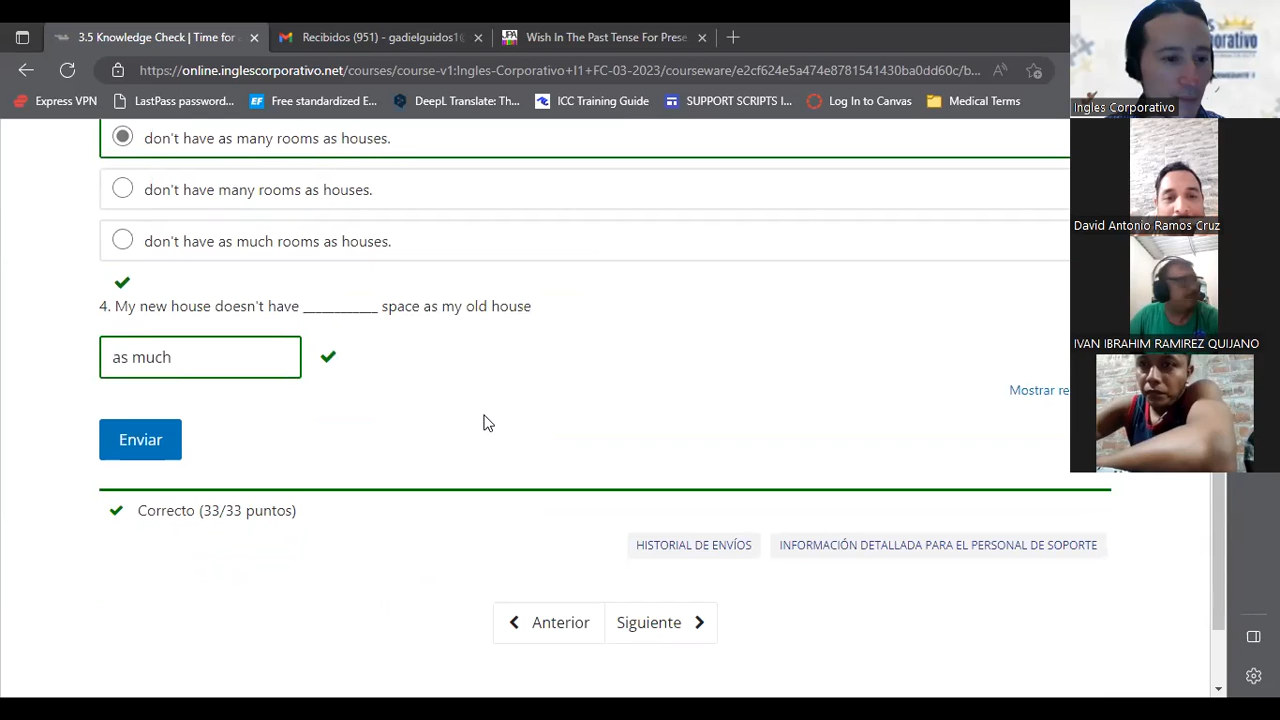 3.5 Knowledge Check | Time for
Recibidos (951) - gadielguidos1@
Wish In The Past Tense For Prese
https://online.inglescorporativo.net/courses/course-v1:Ingles-Corporativo+I1+FC-03-2023/courseware/e2cf624e5a474e8781541430ba0dd60c/b...
Express VPN
LastPass password...
Free standardized E...
DeepL Translate: Th...
ICC Training Guide
SUPPORT SCRIPTS I...
Log In to Canvas
Medical Terms
don't have as many rooms as houses.
don't have many rooms as houses.
don't have as much rooms as houses.
4. My new house doesn't have ____________ space as my old house
as much
Mostrar re
Enviar
Correcto (33/33 puntos)
HISTORIAL DE ENVÍOS
INFORMACIÓN DETALLADA PARA EL PERSONAL DE SOPORTE
Anterior
Siguiente
Ingles Corporativo
David Antonio Ramos Cruz
IVAN IBRAHIM RAMIREZ QUIJANO